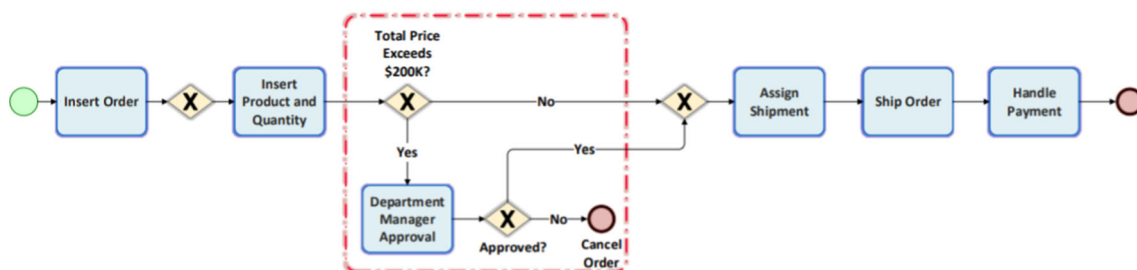 Total Price
Exceeds
$200K?
Insert Order
X
Insert
Product and
Quantity
X
No
X
Assign
Shipment
Ship Order
Handle
Payment
Yes
Yes
Department
Manager
Approval
X
No
Approved?
Cancel
Order